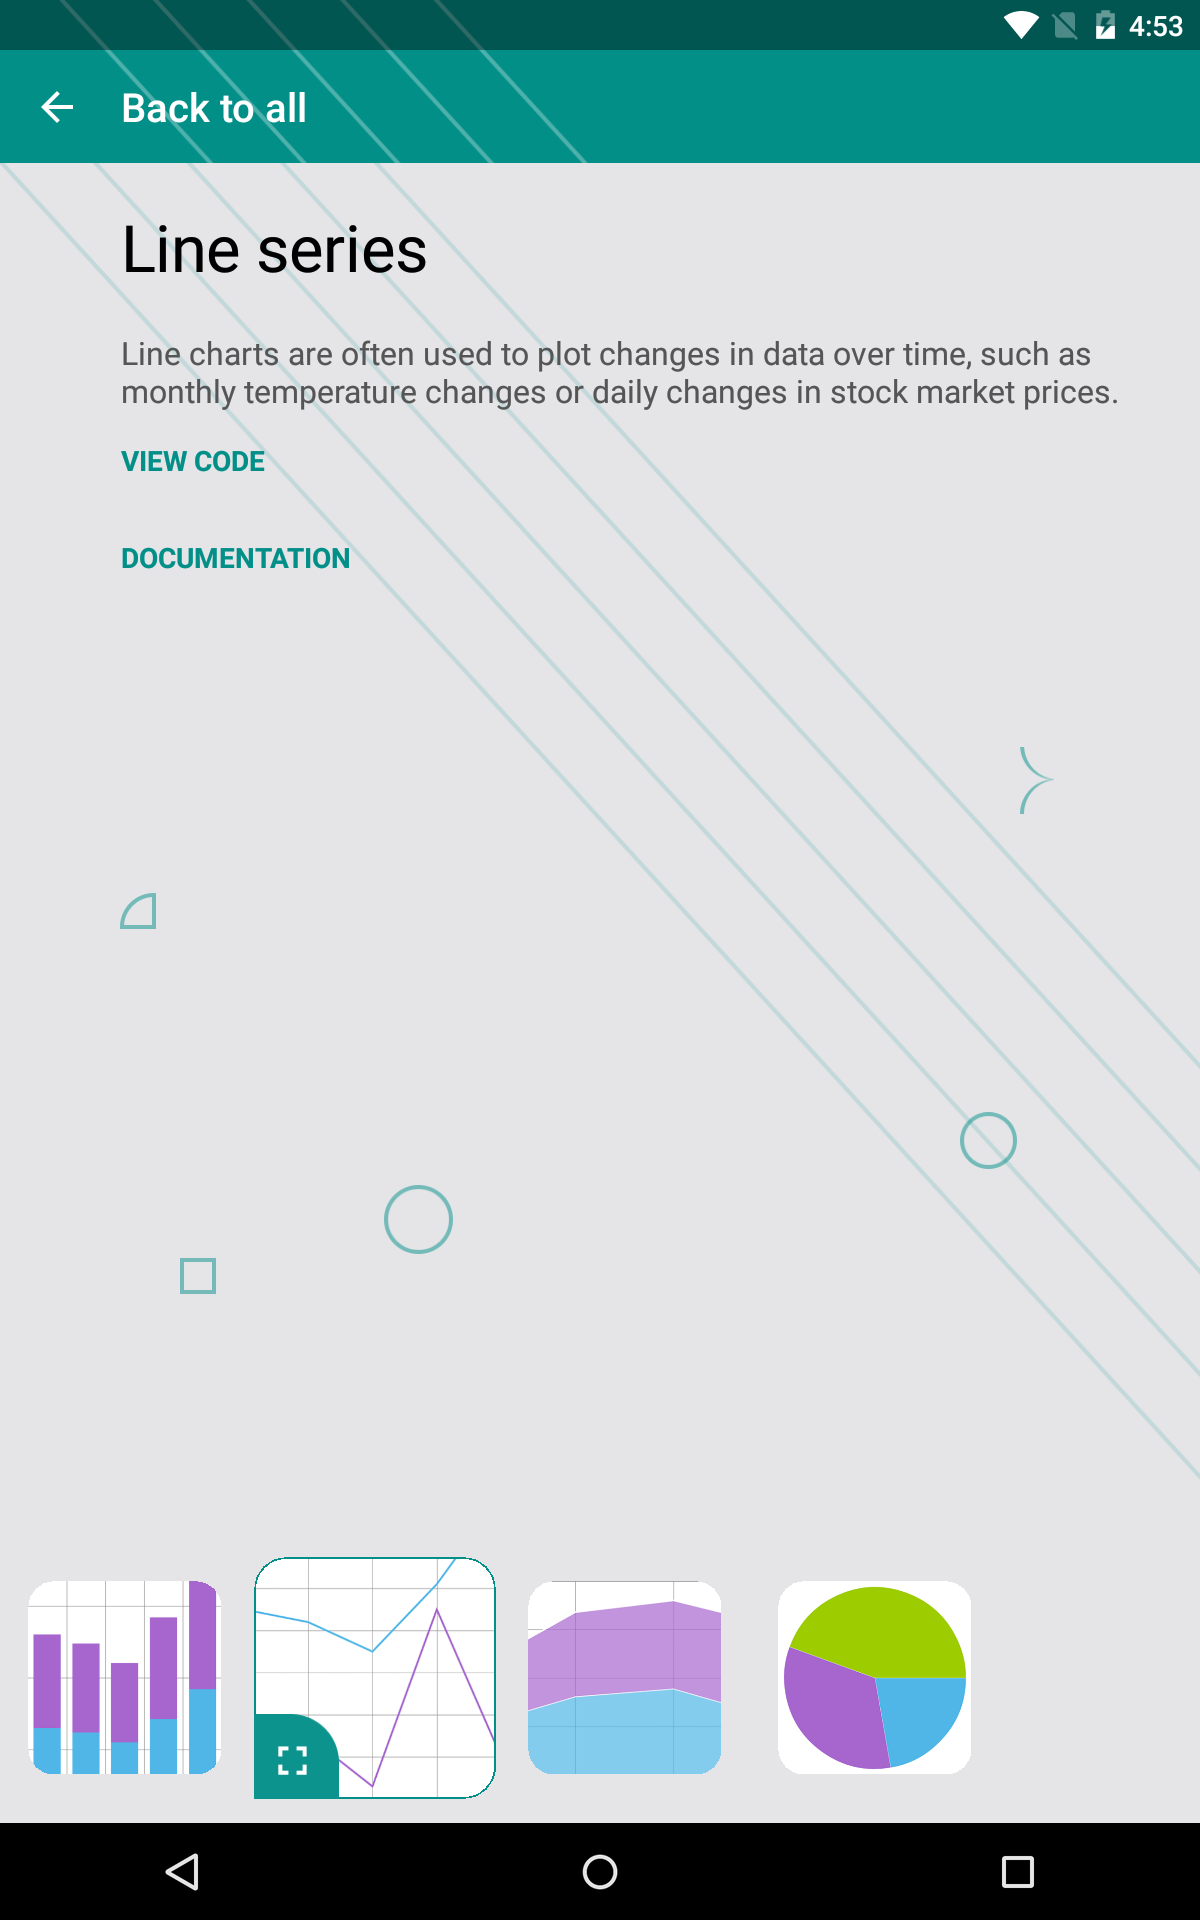 4:53
Back to all
Line series
Line charts are often used to plot changes in data over time, such as
monthly temperature changes or daily changes in stock market prices.
VIEW CODE
DOCUMENTATION